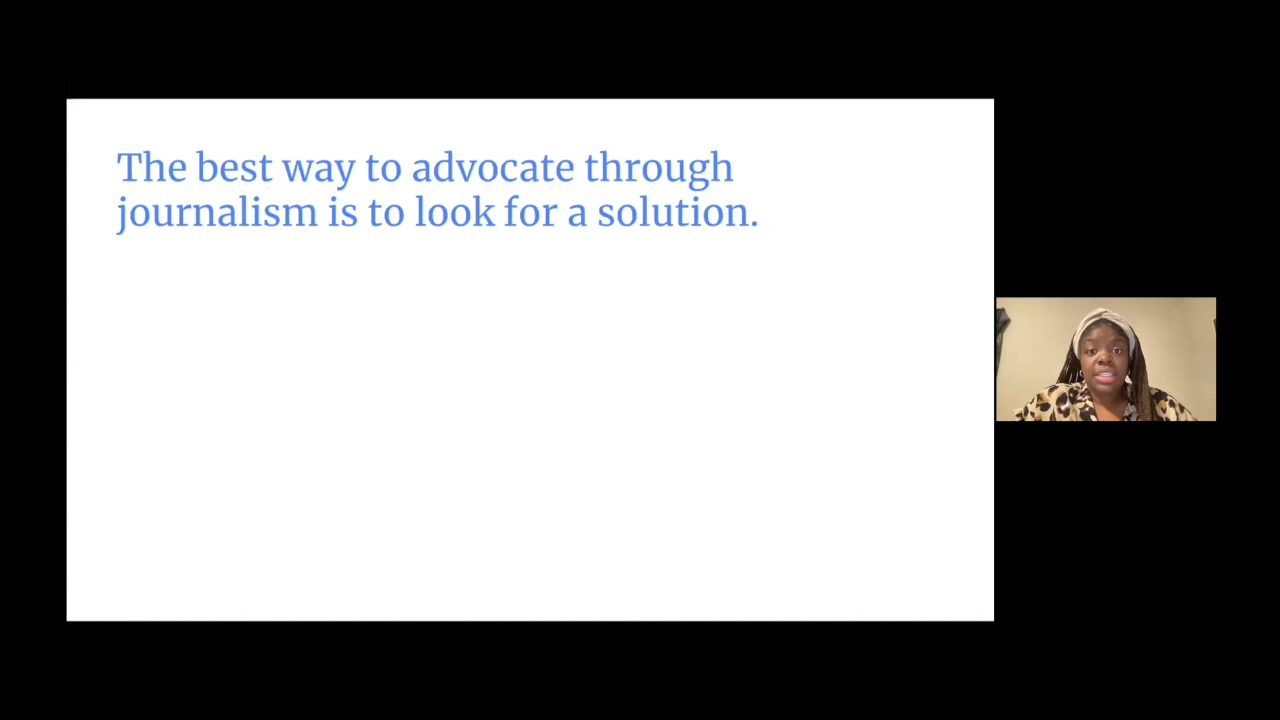 The best way to advocate through
journalism is to look for a solution.